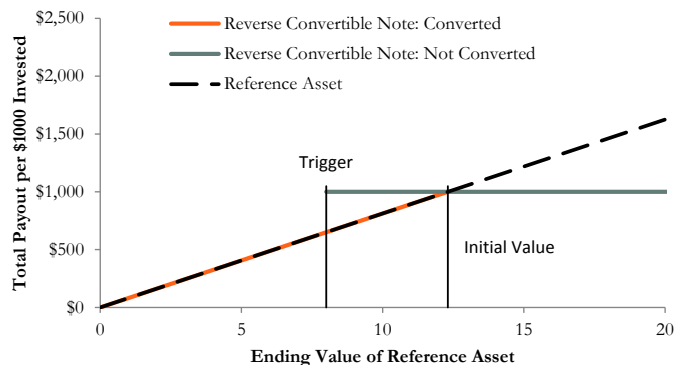 $2,500
$2,000
$1,500
$1,000
$500
$0
Total Payout per $1000 Invested
Reverse Convertible Note: Converted
Reverse Convertible Note: Not Converted
Reference Asset
Trigger
Initial Value
0
5
10
15
20
Ending Value of Reference Asset